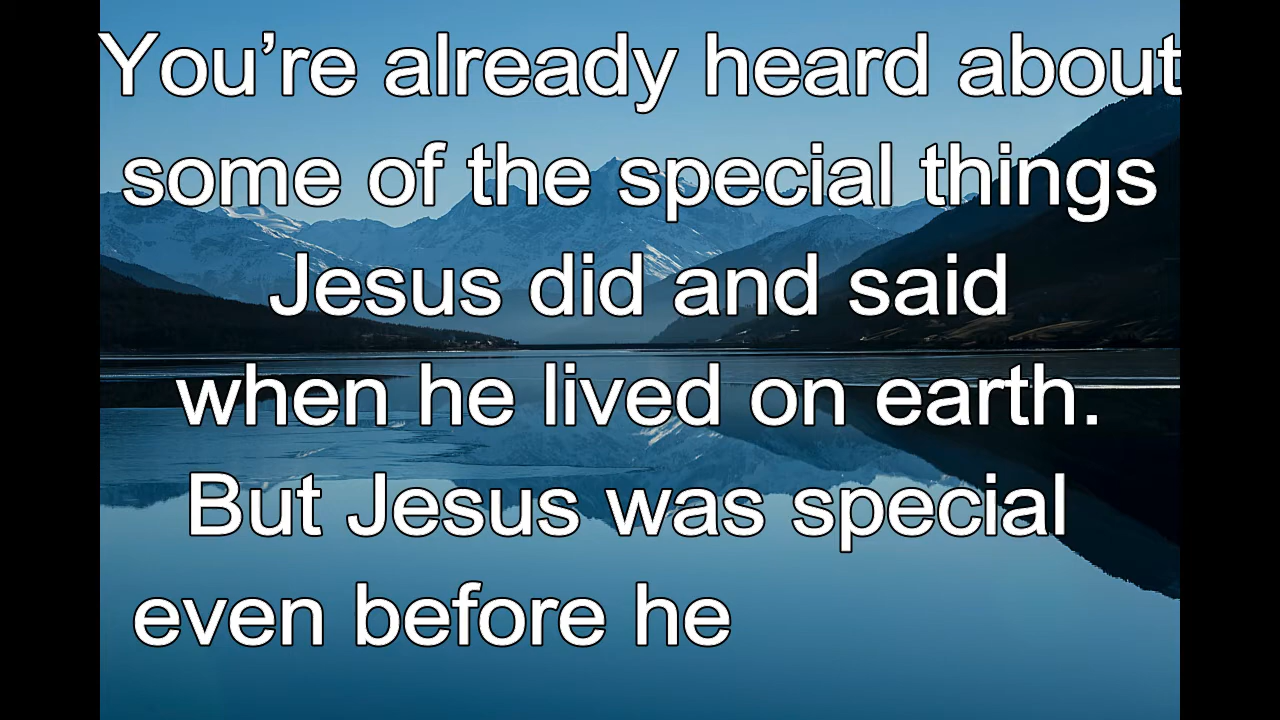 You’re already heard about
some of the special things
Jesus did and said
when he lived on earth.
But Jesus was special
even before he